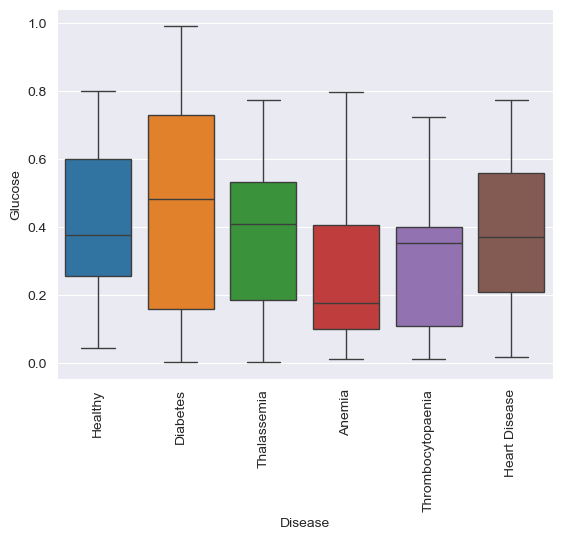 1.0
0.8
0.6
0.4
0.2
0.0
Glucose
Healthy
Diabetes
Thalassemia
Anemia
Thrombocytopaenia
Heart Disease
Disease